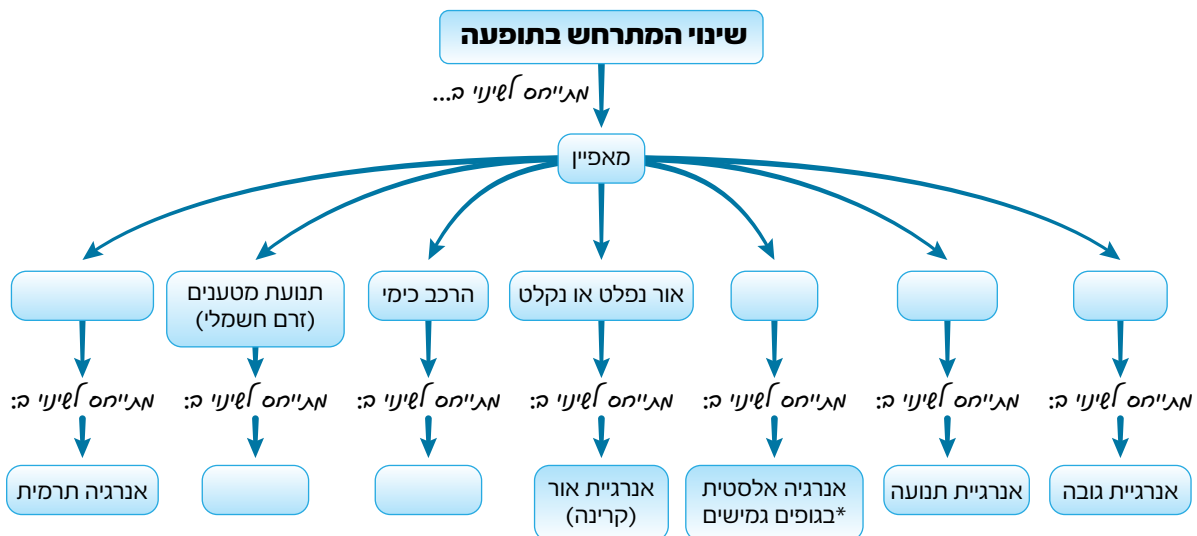 שינוי המתרחש בתופעה
מתייחס לשינוי ב...
מאפיין
אור נפלט או נקלט
הרכב כימי
תנועת מטענים
(זרם חשמלי)
מתייחס לשינוי ב:
מתייחס לשינוי ב:
מתייחס לשינוי ב:
מתייחס לשינוי ב:
מתייחס לשינוי ב:
מתייחס לשינוי ב:
מתייחס לשינוי ב:
אנרגיית גובה
אנרגיית תנועה
אנרגיה אלסטית
*בגופים גמישים
אנרגיית אור
(קרינה)
אנרגיה תרמית